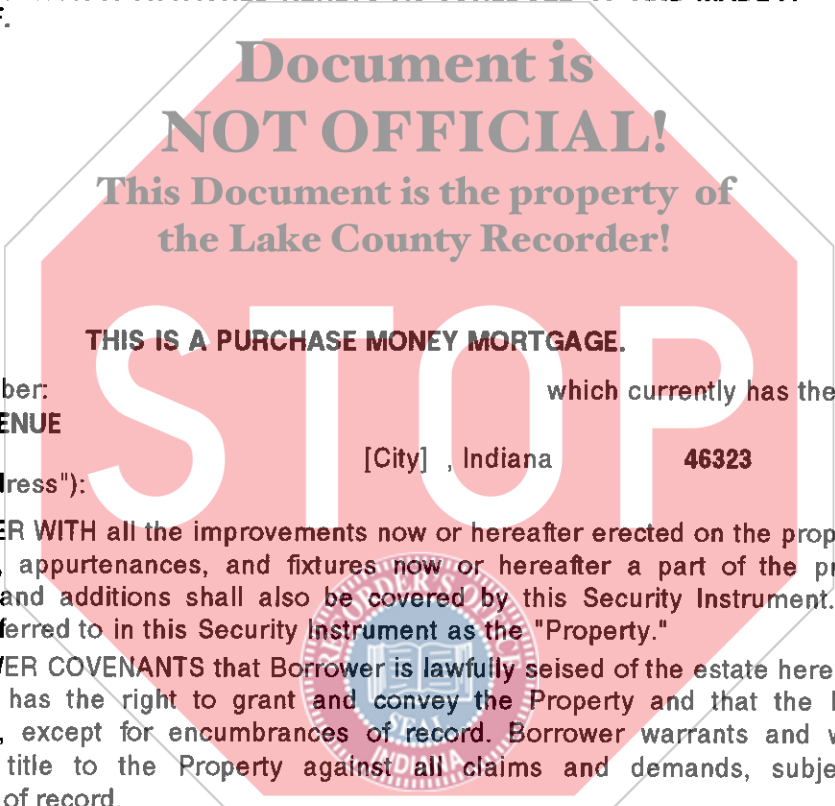 Document is
NOT OFFICIAL!
This Document is the property of
the Lake County Recorder!
STOP
THIS IS A PURCHASE MONEY MORTGAGE.
ber: which currently has the
ENUE
[City] , Indiana 46323
dress"):
ER WITH all the improvements now or hereafter erected on the prop
, appurtenances, and fixtures now or hereafter a part of the pr
and additions shall also be covered by this Security Instrument.
ferred to in this Security Instrument as the "Property."
VER COVENANTS that Borrower is lawfully seised of the estate here
has the right to grant and convey the Property and that the
, except for encumbrances of record. Borrower warrants and w
title to the Property against all claims and demands, subje
of record.
SEAL
INDIANA